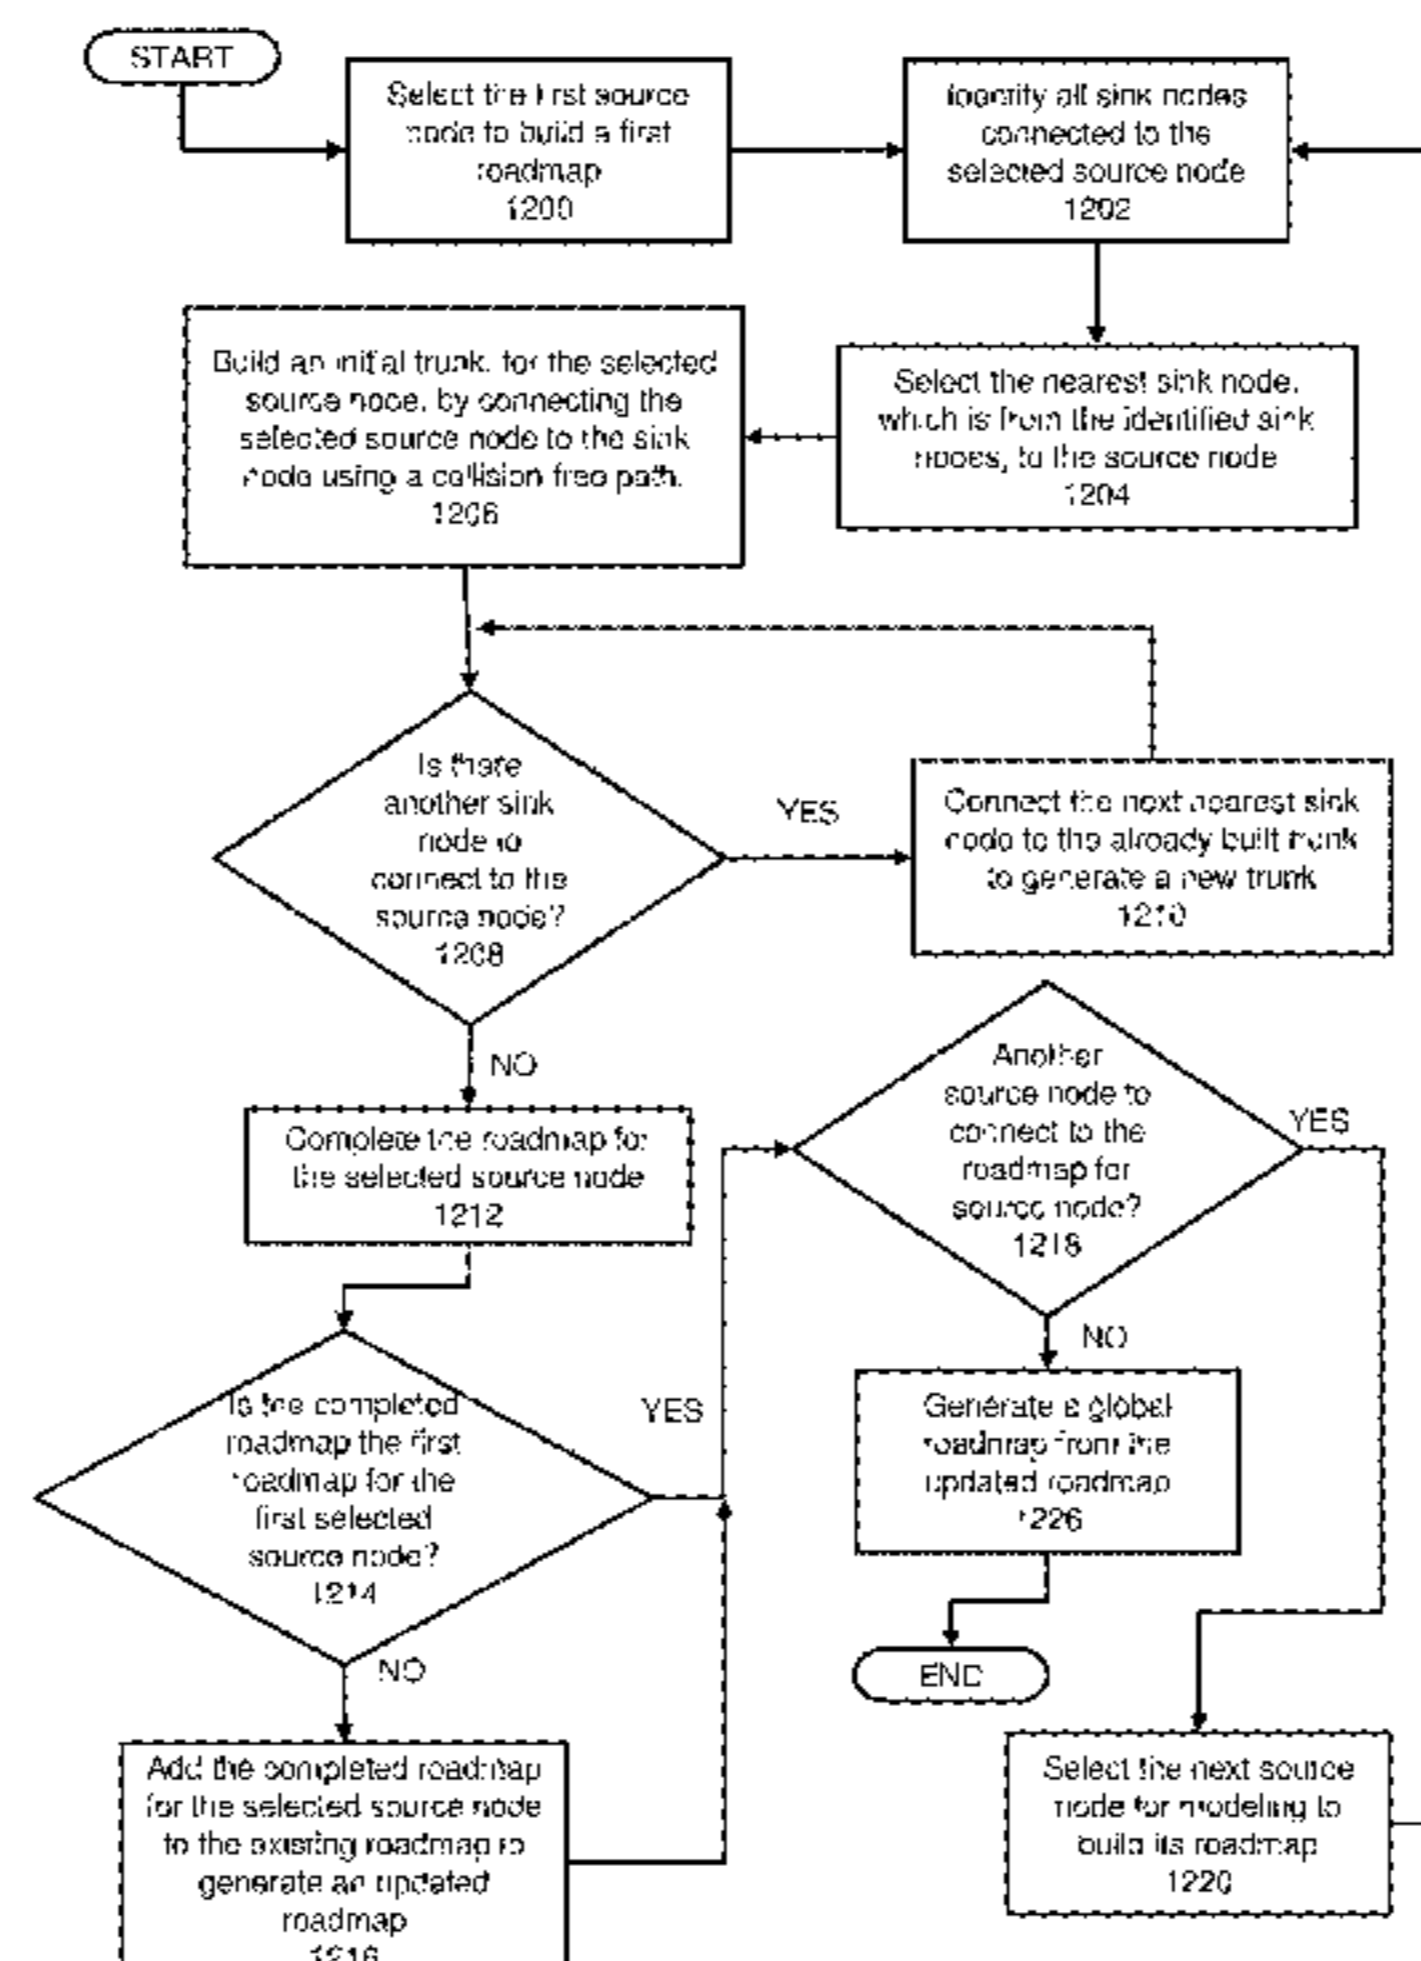 START
Select the first source
node to build a first
roadmap
1200
Identify all sink nodes
connected to the
selected source node
1202
Build an initial trunk, for the selected
source node, by connecting the
selected source node to the sink
node using a collision free path.
1206
Select the nearest sink node,
which is from the identified sink
nodes, to the source node
1204
Is there
another sink
node to
connect to the
source node?
1208
YES
Connect the next nearest sink
node to the already built trunk
to generate a new trunk
1210
NO
Complete the roadmap for
the selected source node
1212
Another
source node to
connect to the
roadmap for
source node?
1218
YES
NO
Is the completed
roadmap the first
roadmap for the
first selected
source node?
1214
YES
Generate a global
roadmap from the
updated roadmap
1226
NO
END
Add the completed roadmap
for the selected source node
to the existing roadmap to
generate an updated
roadmap
1216
Select the next source
node for modeling to
build its roadmap
1220